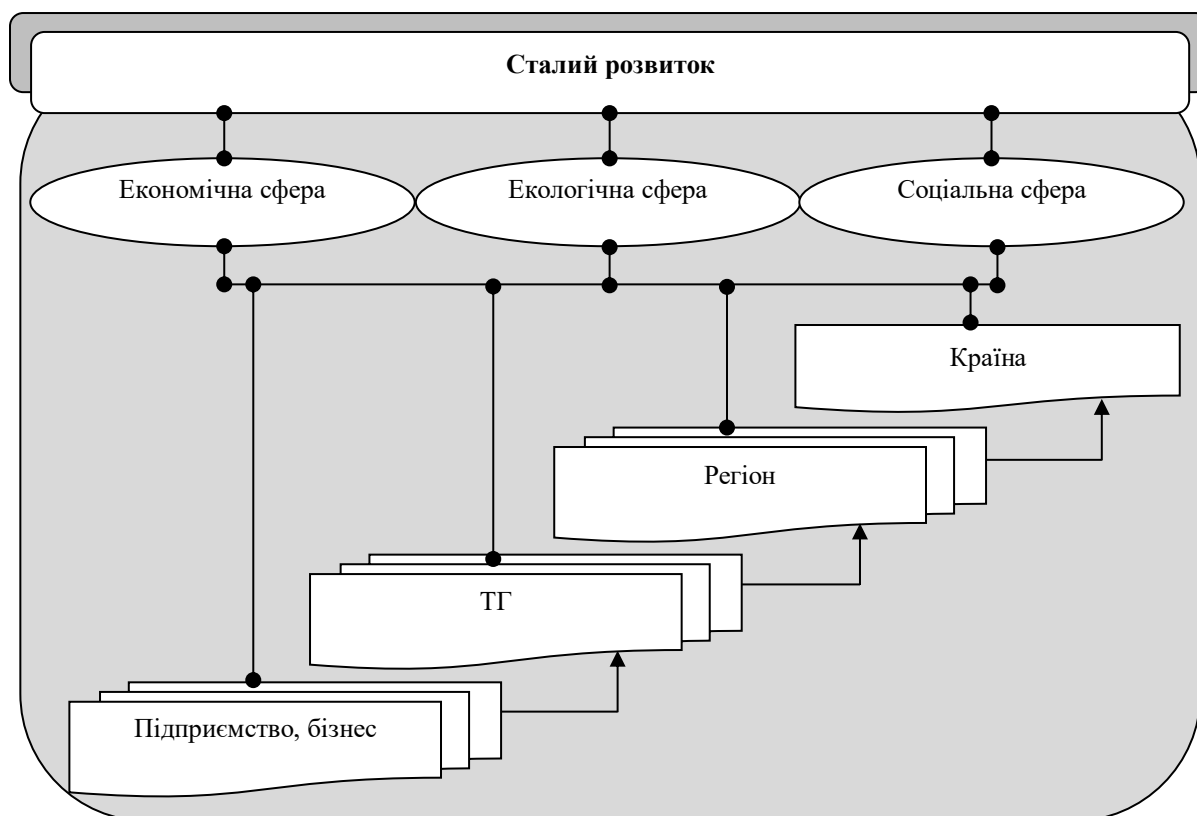 Сталий розвиток
Економічна сфера
Екологічна сфера
Соціальна сфера
Країна
Регіон
ТГ
Підприємство, бізнес